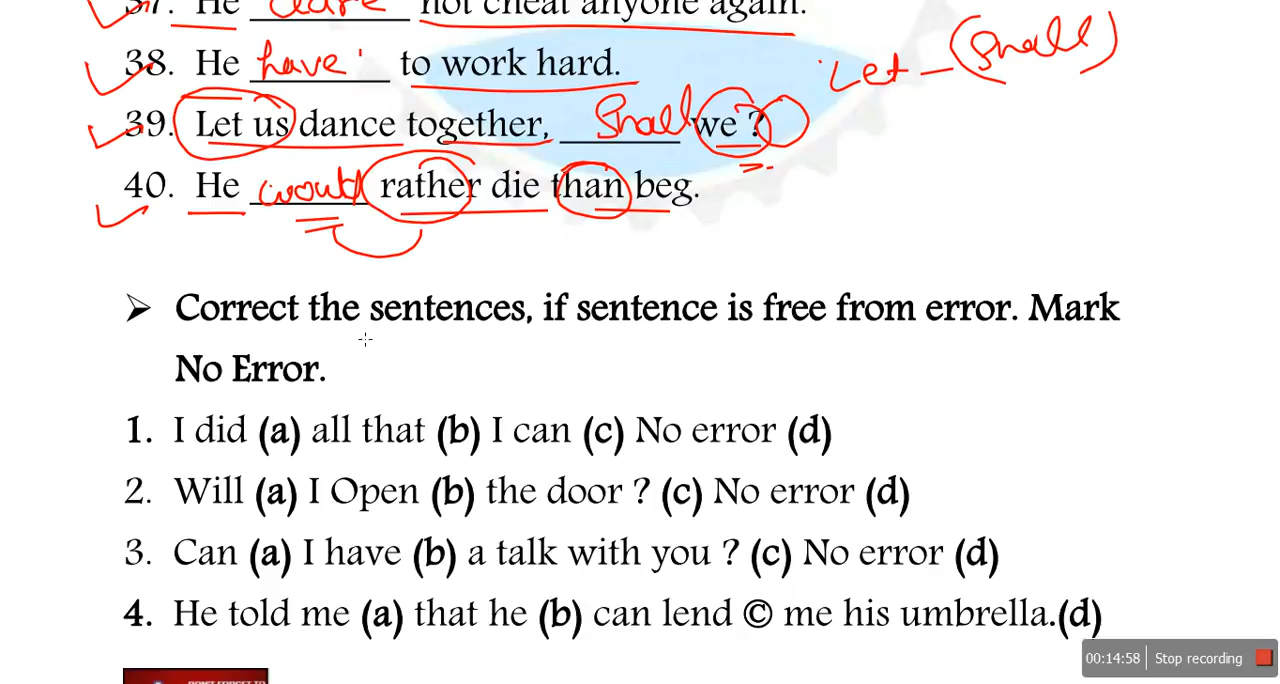 37. He dare not cheat anyone again.
38. He have to work hard. Let – (Shall)
39. Let us dance together, Shall we ?
40. He would rather die than beg.
➢ Correct the sentences, if sentence is free from error. Mark
No Error.
1. I did (a) all that (b) I can (c) No error (d)
2. Will (a) I Open (b) the door ? (c) No error (d)
3. Can (a) I have (b) a talk with you ? (c) No error (d)
4. He told me (a) that he (b) can lend © me his umbrella.(d)
00:14:58 Stop recording